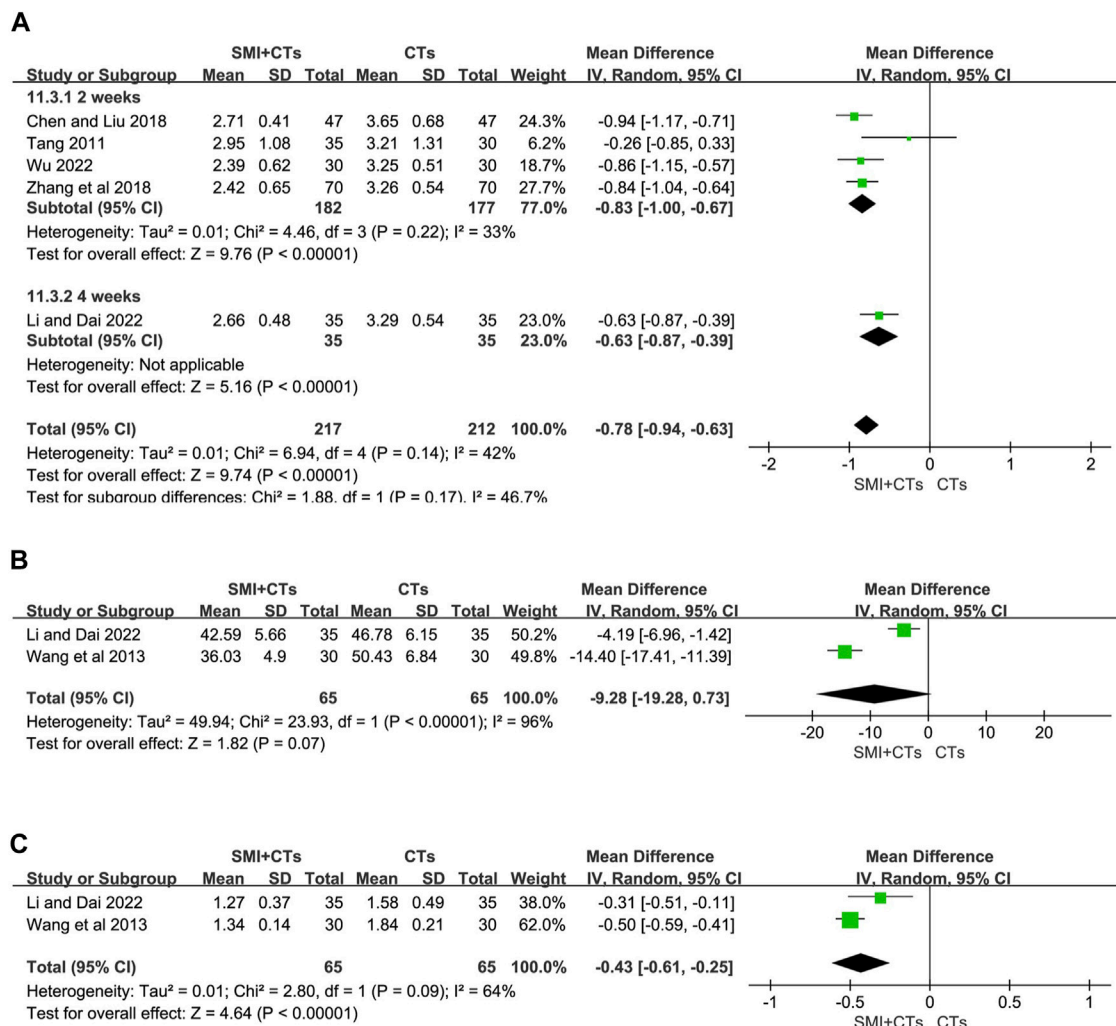 A
SMI+CTs CTs Mean Difference Mean Difference
Study or Subgroup Mean SD Total Mean SD Total Weight IV, Random, 95% CI IV, Random, 95% CI
11.3.1 2 weeks
Chen and Liu 2018 2.71 0.41 47 3.65 0.68 47 24.3% -0.94 [-1.17, -0.71]
Tang 2011 2.95 1.08 35 3.21 1.31 30 6.2% -0.26 [-0.85, 0.33]
Wu 2022 2.39 0.62 30 3.25 0.51 30 18.7% -0.86 [-1.15, -0.57]
Zhang et al 2018 2.42 0.65 70 3.26 0.54 70 27.7% -0.84 [-1.04, -0.64]
Subtotal (95% CI) 182 177 77.0% -0.83 [-1.00, -0.67]
Heterogeneity: Tau² = 0.01; Chi² = 4.46, df = 3 (P = 0.22); I² = 33%
Test for overall effect: Z = 9.76 (P < 0.00001)
11.3.2 4 weeks
Li and Dai 2022 2.66 0.48 35 3.29 0.54 35 23.0% -0.63 [-0.87, -0.39]
Subtotal (95% CI) 35 35 23.0% -0.63 [-0.87, -0.39]
Heterogeneity: Not applicable
Test for overall effect: Z = 5.16 (P < 0.00001)
Total (95% CI) 217 212 100.0% -0.78 [-0.94, -0.63]
Heterogeneity: Tau² = 0.01; Chi² = 6.94, df = 4 (P = 0.14); I² = 42%
Test for overall effect: Z = 9.74 (P < 0.00001)
Test for subgroup differences: Chi² = 1.88, df = 1 (P = 0.17), I² = 46.7%
-2 -1 0 1 2
SMI+CTs CTs
B
SMI+CTs CTs Mean Difference Mean Difference
Study or Subgroup Mean SD Total Mean SD Total Weight IV, Random, 95% CI IV, Random, 95% CI
Li and Dai 2022 42.59 5.66 35 46.78 6.15 35 50.2% -4.19 [-6.96, -1.42]
Wang et al 2013 36.03 4.9 30 50.43 6.84 30 49.8% -14.40 [-17.41, -11.39]
Total (95% CI) 65 65 100.0% -9.28 [-19.28, 0.73]
Heterogeneity: Tau² = 49.94; Chi² = 23.93, df = 1 (P < 0.00001); I² = 96%
Test for overall effect: Z = 1.82 (P = 0.07)
-20 -10 0 10 20
SMI+CTs CTs
C
SMI+CTs CTs Mean Difference Mean Difference
Study or Subgroup Mean SD Total Mean SD Total Weight IV, Random, 95% CI IV, Random, 95% CI
Li and Dai 2022 1.27 0.37 35 1.58 0.49 35 38.0% -0.31 [-0.51, -0.11]
Wang et al 2013 1.34 0.14 30 1.84 0.21 30 62.0% -0.50 [-0.59, -0.41]
Total (95% CI) 65 65 100.0% -0.43 [-0.61, -0.25]
Heterogeneity: Tau² = 0.01; Chi² = 2.80, df = 1 (P = 0.09); I² = 64%
Test for overall effect: Z = 4.64 (P < 0.00001)
-1 -0.5 0 0.5 1
SMI+CTs CTs